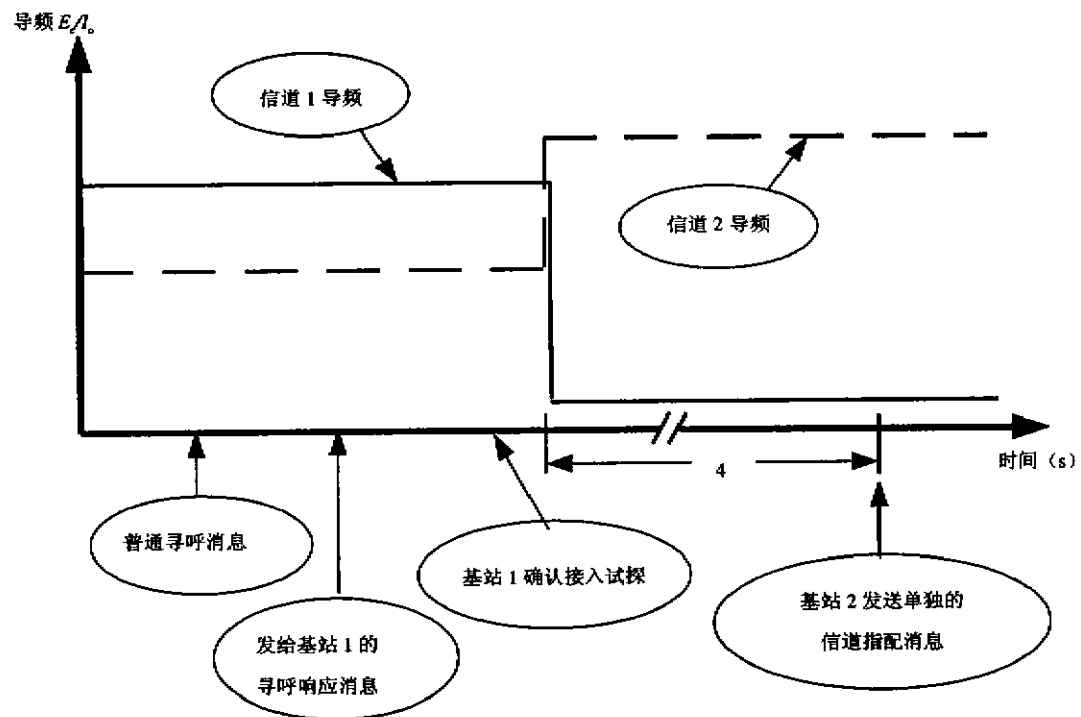 导频 Ec/Io
信道 1 导频
信道 2 导频
4
时间（s）
普通寻呼消息
基站 1 确认接入试探
发给基站 1 的
寻呼响应消息
基站 2 发送单独的
信道指配消息